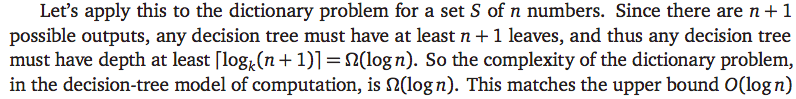 Let's apply this to the dictionary problem for a set S of n numbers. Since there are n + 1
possible outputs, any decision tree must have at least n + 1 leaves, and thus any decision tree
must have depth at least ⌈logₖ(n + 1)⌉ = Ω(log n). So the complexity of the dictionary problem,
in the decision-tree model of computation, is Ω(log n). This matches the upper bound O(log n)